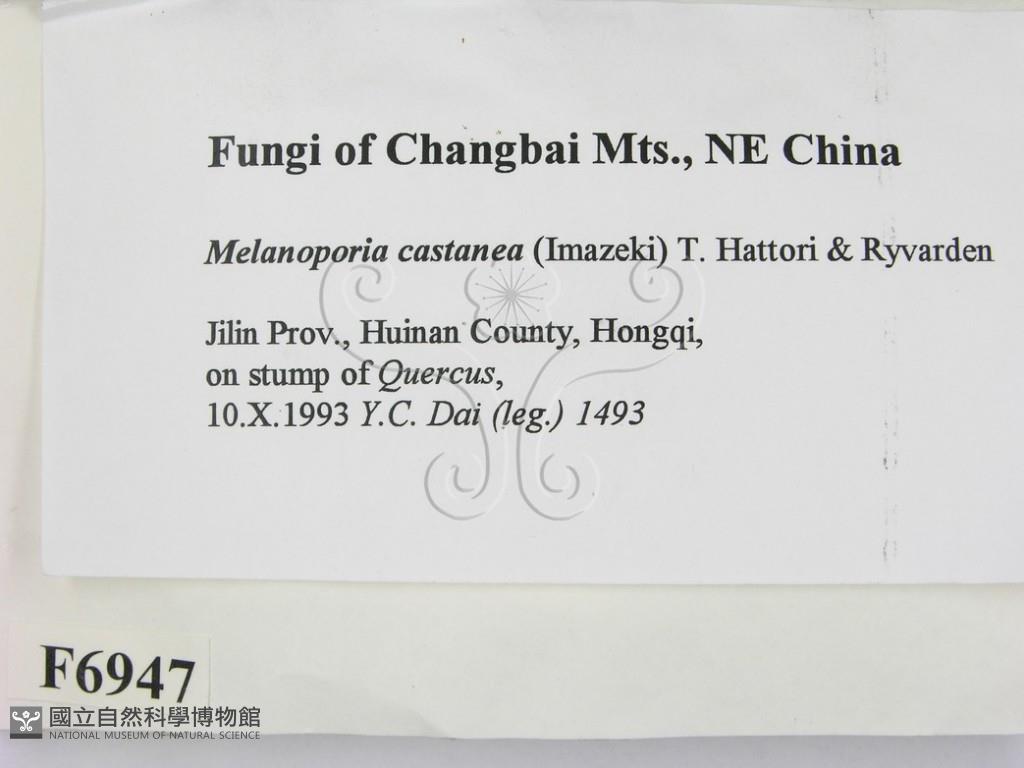 Fungi of Changbai Mts., NE China
Melanoporia castanea (Imazeki) T. Hattori & Ryvarden
Jilin Prov., Huinan County, Hongqi,
on stump of Quercus,
10.X.1993 Y.C. Dai (leg.) 1493
F6947
國立自然科學博物館
NATIONAL MUSEUM OF NATURAL SCIENCE